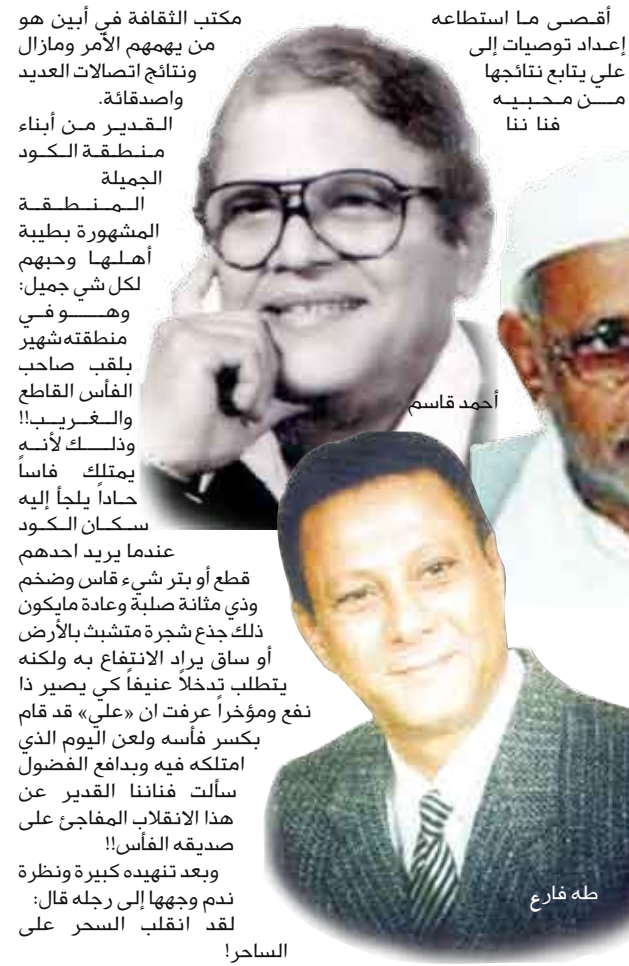 أقصى ما استطاعه مكتب الثقافة في أبين هو
إعداد توصيات إلى من يهمهم الأمر ومازال
علي يتابع نتائجها ونتائج اتصالات العديد
من محبيه واصدقائة.
فنا ننا القدير من أبناء
منطقة الكود
الجميلة
المنطقة
المشهورة بطيبة
أهلها وحبهم
لكل شي جميل:
وهو في
منطقته شهير
بلقب صاحب
الفأس القاطع
والغريب!!
وذلك لأنه
يمتلك فاساً
حاداً يلجأ إليه
سكان الكود
عندما يريد احدهم
قطع أو بتر شيء قاس وضخم
وذي مثانة صلبة وعادة مايكون
ذلك جذع شجرة متشبث بالأرض
أو ساق يراد الانتفاع به ولكنه
يتطلب تدخلاً عنيفاً كي يصير ذا
نفع ومؤخراً عرفت ان «علي» قد قام
بكسر فأسه ولعن اليوم الذي
امتلكه فيه وبدافع الفضول
سألت فناننا القدير عن
هذا الانقلاب المفاجئ على
صديقه الفأس!!
وبعد تنهيده كبيرة ونظرة
ندم وجهها إلى رجله قال:
لقد انقلب السحر على
الساحر!
أحمد قاسم
طه فارع